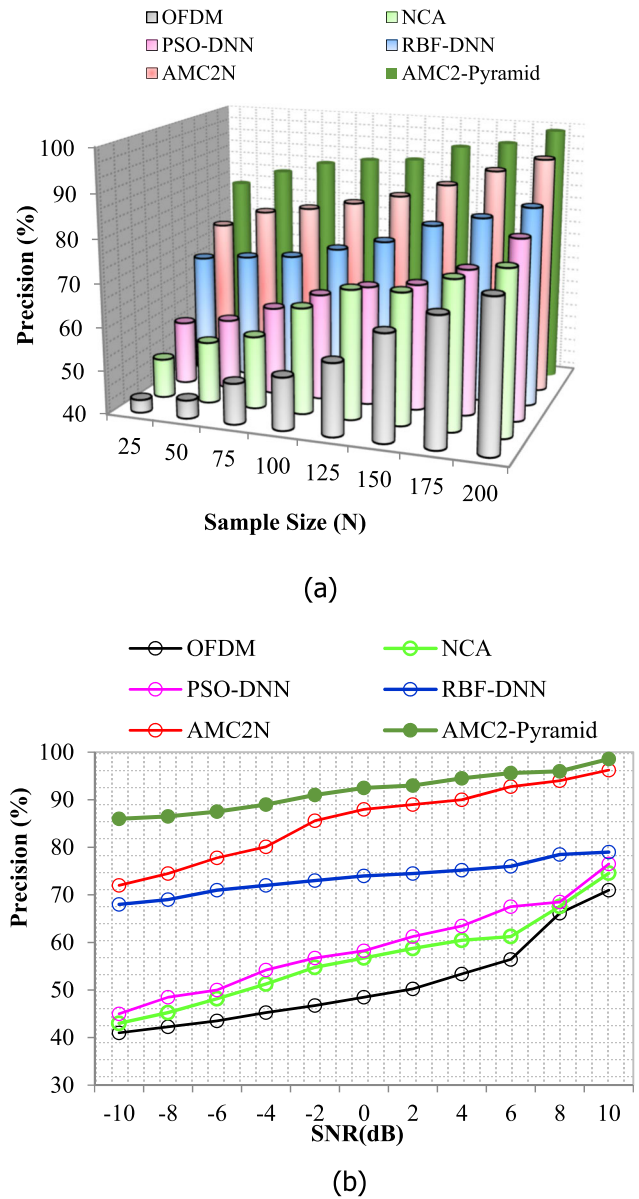 OFDM NCA
PSO-DNN RBF-DNN
AMC2N AMC2-Pyramid
100
90
80
70
60
50
40
Precision (%)
25 50 75 100 125 150 175 200
Sample Size (N)
(a)
OFDM NCA
PSO-DNN RBF-DNN
AMC2N AMC2-Pyramid
100
90
80
70
60
50
40
30
Precision (%)
-10 -8 -6 -4 -2 0 2 4 6 8 10
SNR(dB)
(b)